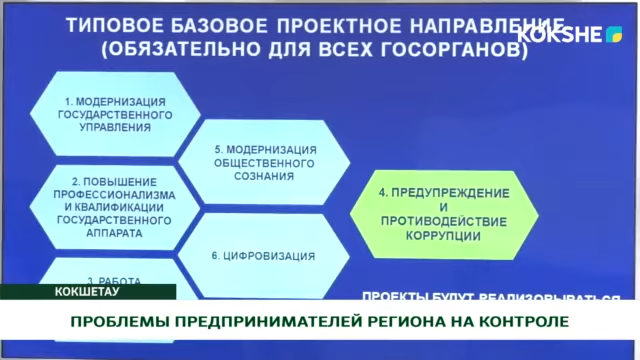 ТИПОВОЕ БАЗОВОЕ ПРОЕКТНОЕ НАПРАВЛЕНИЕ
(ОБЯЗАТЕЛЬНО ДЛЯ ВСЕХ ГОСОРГАНОВ)
KOKSHE
1. МОДЕРНИЗАЦИЯ
ГОСУДАРСТВЕННОГО
УПРАВЛЕНИЯ
2. ПОВЫШЕНИЕ
ПРОФЕССИОНАЛИЗМА
И КВАЛИФИКАЦИИ
ГОСУДАРСТВЕННОГО
АППАРАТА
3. РАБОТА
5. МОДЕРНИЗАЦИЯ
ОБЩЕСТВЕННОГО
СОЗНАНИЯ
6. ЦИФРОВИЗАЦИЯ
4. ПРЕДУПРЕЖДЕНИЕ
И
ПРОТИВОДЕЙСТВИЕ
КОРРУПЦИИ
ПРОЕКТЫ БУДУТ РЕАЛИЗОВЫВАТЬСЯ
КОКШЕТАУ
ПРОБЛЕМЫ ПРЕДПРИНИМАТЕЛЕЙ РЕГИОНА НА КОНТРОЛЕ